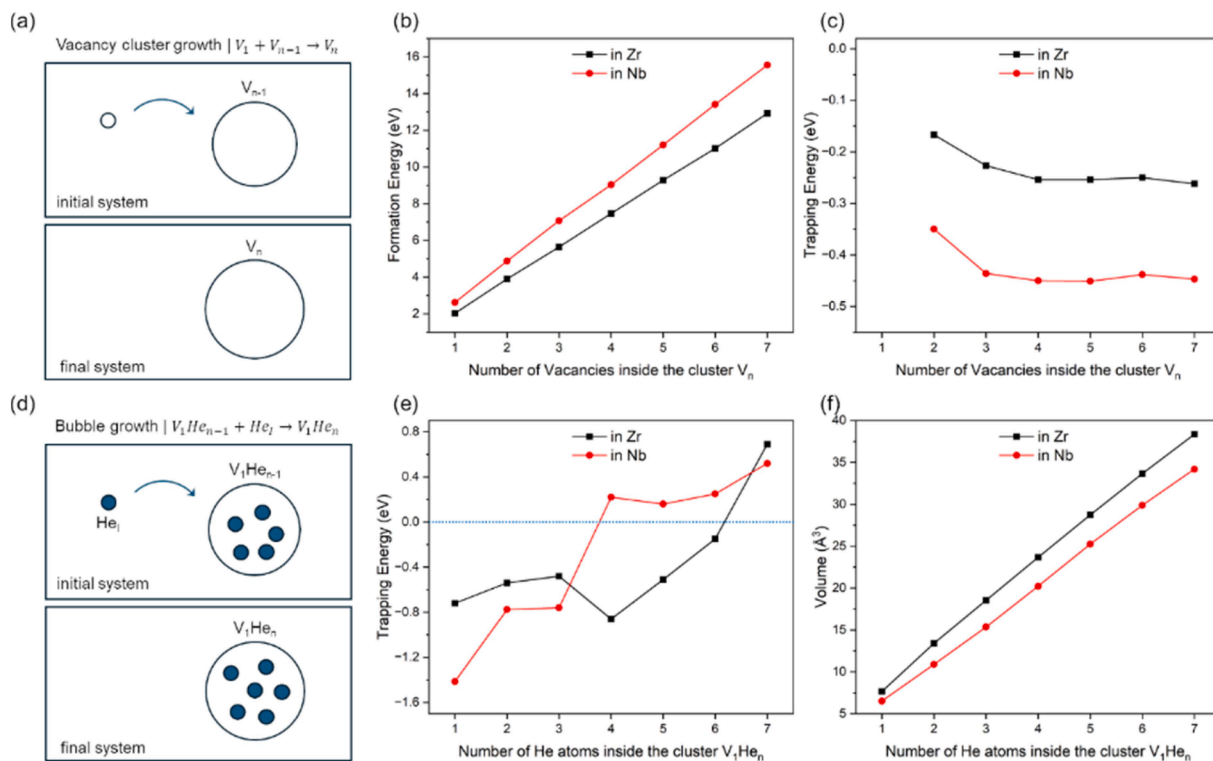 (a)
Vacancy cluster growth | V₁ + Vₙ₋₁ → Vₙ
Vₙ₋₁
initial system
Vₙ
final system
(b)
in Zr
in Nb
Formation Energy (eV)
16
14
12
10
8
6
4
2
1 2 3 4 5 6 7
Number of Vacancies inside the cluster Vₙ
(c)
in Zr
in Nb
Trapping Energy (eV)
0.0
−0.1
−0.2
−0.3
−0.4
−0.5
1 2 3 4 5 6 7
Number of Vacancies inside the cluster Vₙ
(d)
Bubble growth | V₁Heₙ₋₁ + Heᵢ → V₁Heₙ
V₁Heₙ₋₁
Heᵢ
initial system
V₁Heₙ
final system
(e)
in Zr
in Nb
Trapping Energy (eV)
0.8
0.4
0.0
−0.4
−0.8
−1.2
−1.6
1 2 3 4 5 6 7
Number of He atoms inside the cluster V₁Heₙ
(f)
in Zr
in Nb
Volume (Å³)
40
35
30
25
20
15
10
5
1 2 3 4 5 6 7
Number of He atoms inside the cluster V₁Heₙ